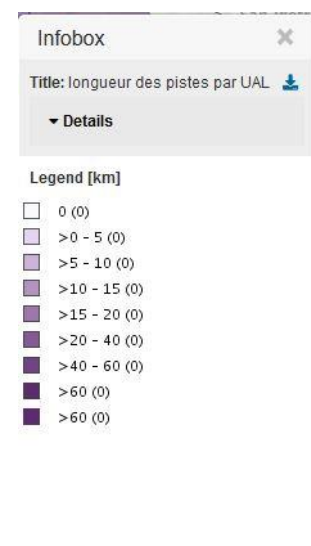 Infobox
Title: longueur des pistes par UAL
Details
Legend [km]
0 (0)
>0 - 5 (0)
>5 - 10 (0)
>10 - 15 (0)
>15 - 20 (0)
>20 - 40 (0)
>40 - 60 (0)
>60 (0)
>60 (0)